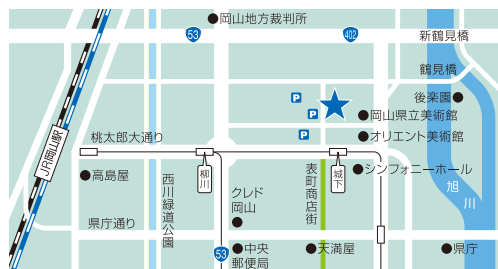 岡山地方裁判所
53
402
新鶴見橋
鶴見橋
後楽園
P
P
岡山県立美術館
P
オリエント美術館
JR岡山駅
桃太郎大通り
柳川
城下
シンフォニーホール
高島屋
西川緑道公園
クレド
岡山
表町商店街
旭川
県庁通り
53
中央
郵便局
天満屋
県庁